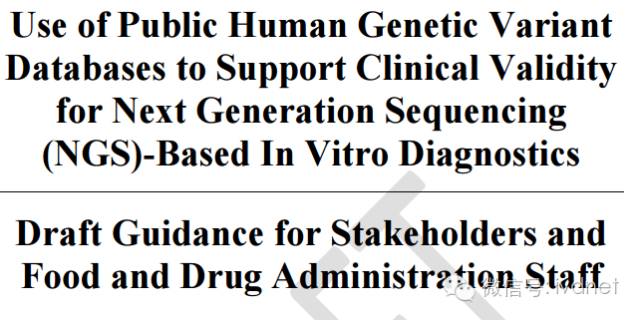 Use of Public Human Genetic Variant
Databases to Support Clinical Validity
for Next Generation Sequencing
(NGS)-Based In Vitro Diagnostics
Draft Guidance for Stakeholders and
Food and Drug Administration Staff
微信号: ivdnet